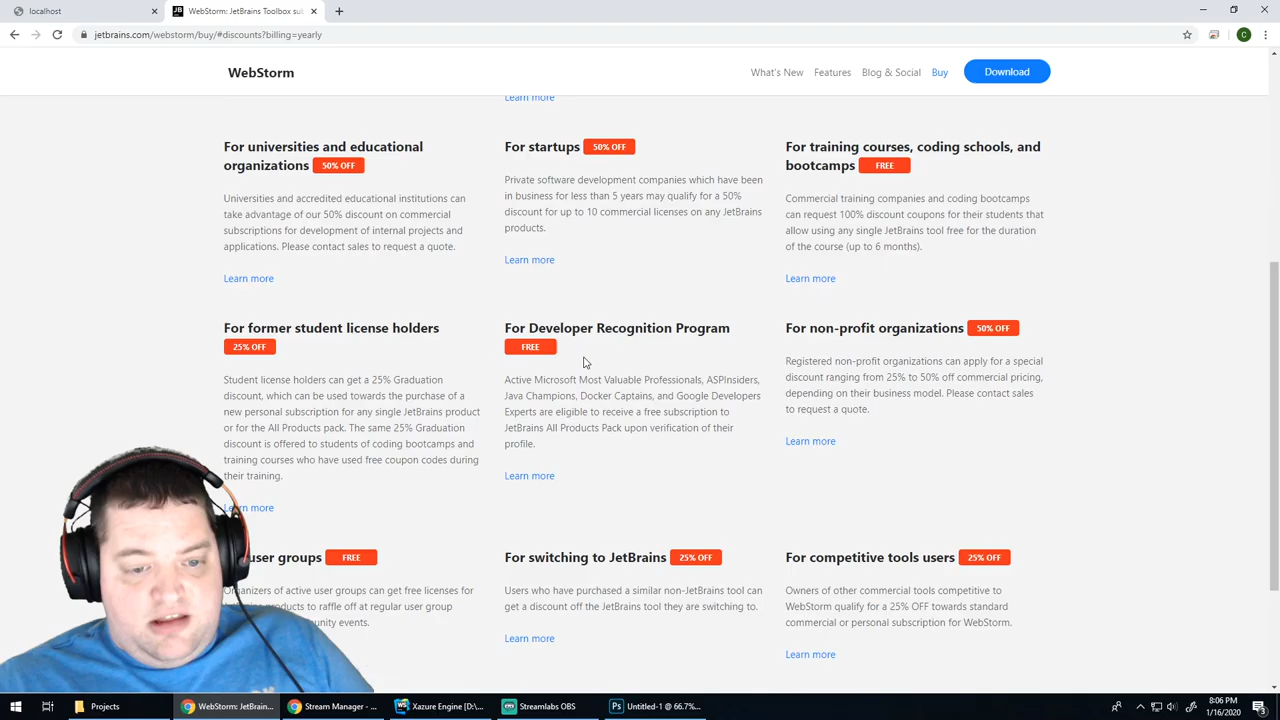 localhost
WebStorm: JetBrains Toolbox sub
jetbrains.com/webstorm/buy/#discounts?billing=yearly
WebStorm
What's New
Features
Blog & Social
Buy
Download
Learn more
For universities and educational
organizations 50% OFF
Universities and accredited educational institutions can
take advantage of our 50% discount on commercial
subscriptions for development of internal projects and
applications. Please contact sales to request a quote.
Learn more
For startups 50% OFF
Private software development companies which have been
in business for less than 5 years may qualify for a 50%
discount for up to 10 commercial licenses on any JetBrains
products.
Learn more
For training courses, coding schools, and
bootcamps FREE
Commercial training companies and coding bootcamps
can request 100% discount coupons for their students that
allow using any single JetBrains tool free for the duration
of the course (up to 6 months).
Learn more
For former student license holders
25% OFF
Student license holders can get a 25% Graduation
discount, which can be used towards the purchase of a
new personal subscription for any single JetBrains product
or for the All Products pack. The same 25% Graduation
discount is offered to students of coding bootcamps and
training courses who have used free coupon codes during
their training.
Learn more
For Developer Recognition Program
FREE
Active Microsoft Most Valuable Professionals, ASPInsiders,
Java Champions, Docker Captains, and Google Developers
Experts are eligible to receive a free subscription to
JetBrains All Products Pack upon verification of their
profile.
Learn more
For non-profit organizations 50% OFF
Registered non-profit organizations can apply for a special
discount ranging from 25% to 50% off commercial pricing,
depending on their business model. Please contact sales
to request a quote.
Learn more
user groups FREE
Organizers of active user groups can get free licenses for
products to raffle off at regular user group
events.
For switching to JetBrains 25% OFF
Users who have purchased a similar non-JetBrains tool can
get a discount off the JetBrains tool they are switching to.
Learn more
For competitive tools users 25% OFF
Owners of other commercial tools competitive to
WebStorm qualify for a 25% OFF towards standard
commercial or personal subscription for WebStorm.
Learn more
Projects
WebStorm: JetBrain...
Stream Manager - ...
Xazure Engine [D:\...
Streamlabs OBS
Untitled-1 @ 66.7%...
8:06 PM
1/16/2020